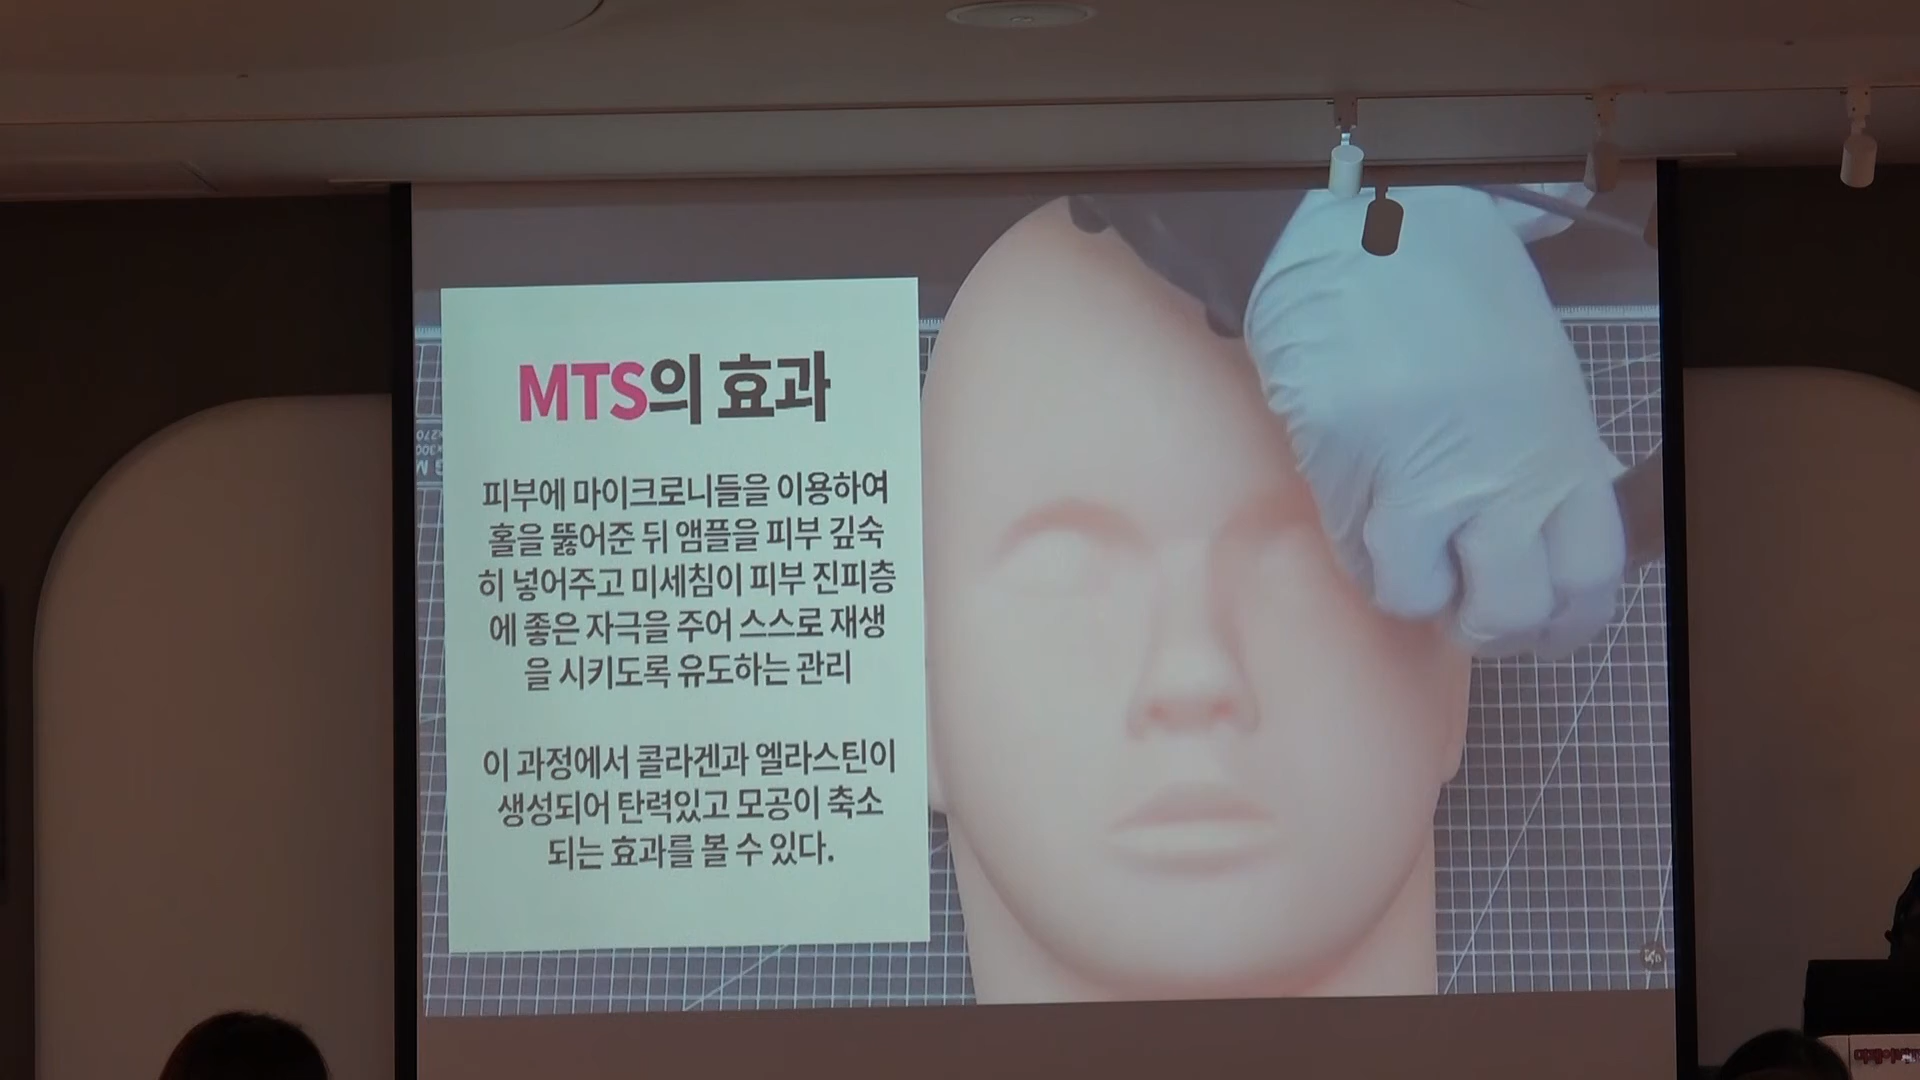 MTS의 효과
피부에 마이크로니들을 이용하여
홀을 뚫어준 뒤 앰플을 피부 깊숙
히 넣어주고 미세침이 피부 진피층
에 좋은 자극을 주어 스스로 재생
을 시키도록 유도하는 관리
이 과정에서 콜라겐과 엘라스틴이
생성되어 탄력있고 모공이 축소
되는 효과를 볼 수 있다.